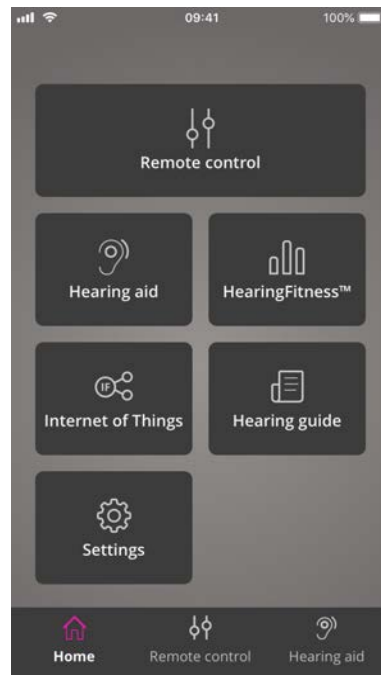 09:41 100%
Remote control
Hearing aid HearingFitness™
IF
Internet of Things Hearing guide
Settings
Home Remote control Hearing aid